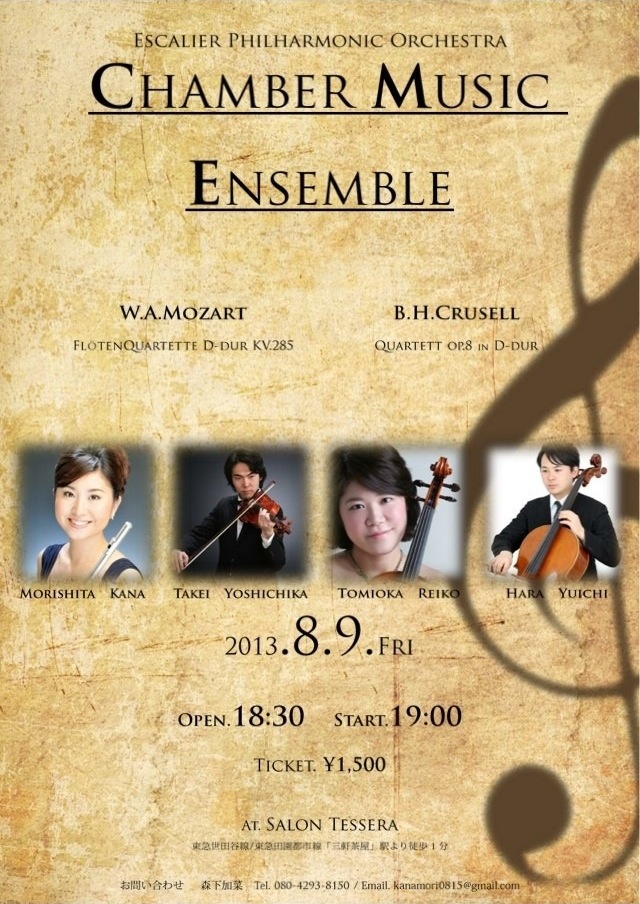 ESCALIER PHILHARMONIC ORCHESTRA
CHAMBER MUSIC
ENSEMBLE
W.A.MOZART
B.H.CRUSELL
FLÖTENQUARTETTE D-DUR KV.285
QUARTETT OP.8 IN D-DUR
MORISHITA KANA
TAKEI YOSHICHIKA
TOMIOKA REIKO
HARA YUICHI
2013.8.9.FRI
OPEN.18:30 START.19:00
TICKET. ¥1,500
AT. SALON TESSERA
東急世田谷線/東急田園都市線「三軒茶屋」駅より徒歩1分
お問い合わせ 森下加菜 Tel. 080-4293-8150 / Email. kanamori0815@gmail.com